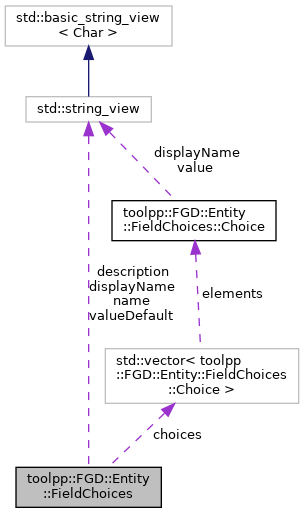 std::basic_string_view
< Char >
std::string_view
displayName
value
toolpp::FGD::Entity
::FieldChoices::Choice
description
displayName
name
valueDefault
elements
std::vector< toolpp
::FGD::Entity::FieldChoices
::Choice >
choices
toolpp::FGD::Entity
::FieldChoices